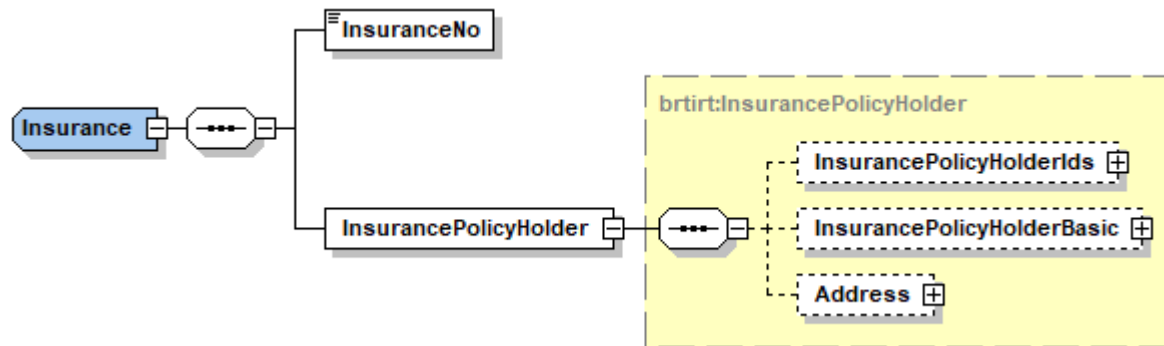 InsuranceNo
Insurance
brtirt:InsurancePolicyHolder
InsurancePolicyHolderIds
InsurancePolicyHolder
InsurancePolicyHolderBasic
Address